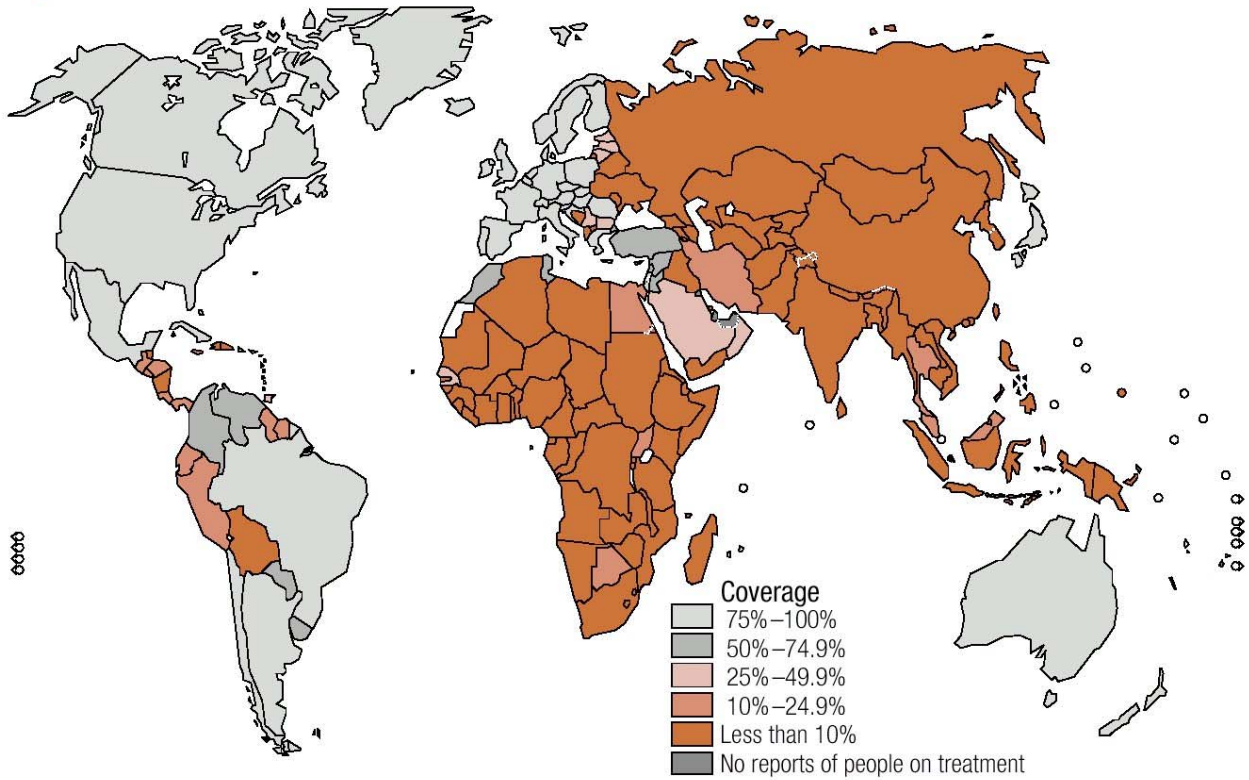 Coverage
75%–100%
50%–74.9%
25%–49.9%
10%–24.9%
Less than 10%
No reports of people on treatment